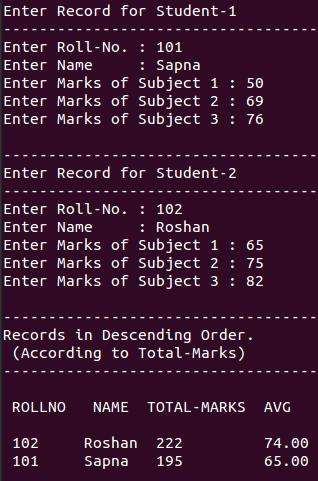 Enter Record for Student-1
-----------------------------------
Enter Roll-No. : 101
Enter Name     : Sapna
Enter Marks of Subject 1 : 50
Enter Marks of Subject 2 : 69
Enter Marks of Subject 3 : 76
-----------------------------------
Enter Record for Student-2
-----------------------------------
Enter Roll-No. : 102
Enter Name     : Roshan
Enter Marks of Subject 1 : 65
Enter Marks of Subject 2 : 75
Enter Marks of Subject 3 : 82
-----------------------------------
Records in Descending Order.
(According to Total-Marks)
-----------------------------------
ROLLNO   NAME  TOTAL-MARKS  AVG
102     Roshan  222         74.00
101     Sapna   195         65.00